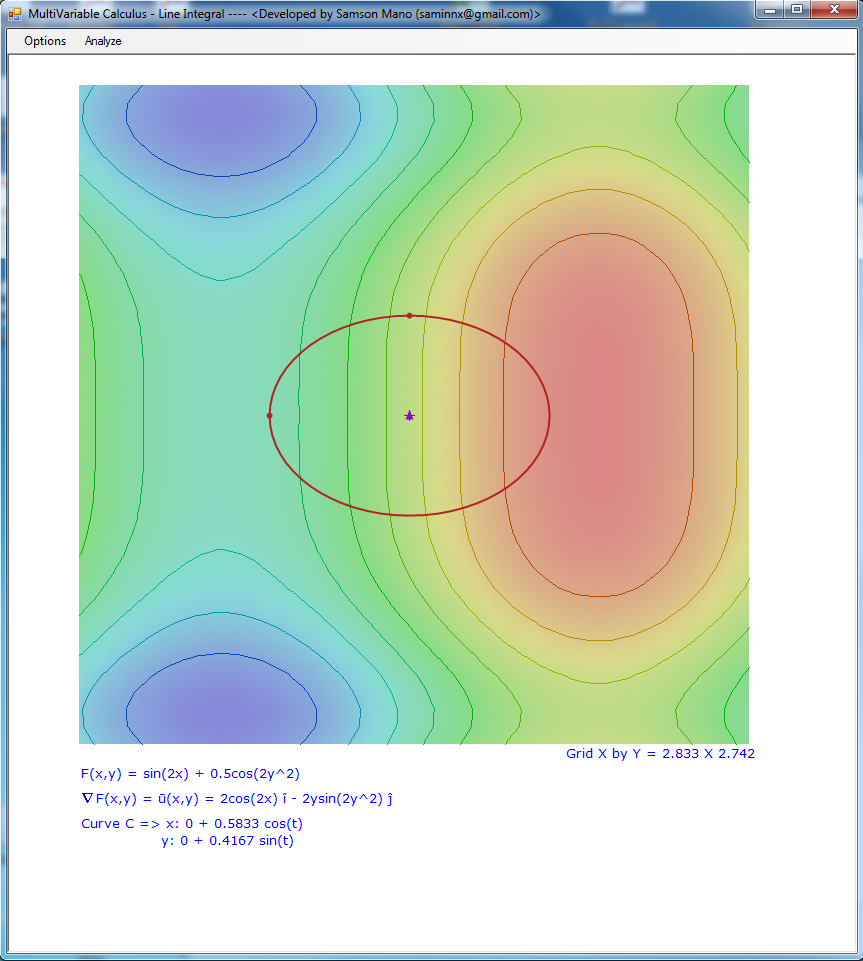 MultiVariable Calculus - Line Integral ---- <Developed by Samson Mano (saminnx@gmail.com)>
Options Analyze
Grid X by Y = 2.833 X 2.742
F(x,y) = sin(2x) + 0.5cos(2y^2)
∇F(x,y) = ū(x,y) = 2cos(2x) î - 2ysin(2y^2) ĵ
Curve C => x: 0 + 0.5833 cos(t)
y: 0 + 0.4167 sin(t)